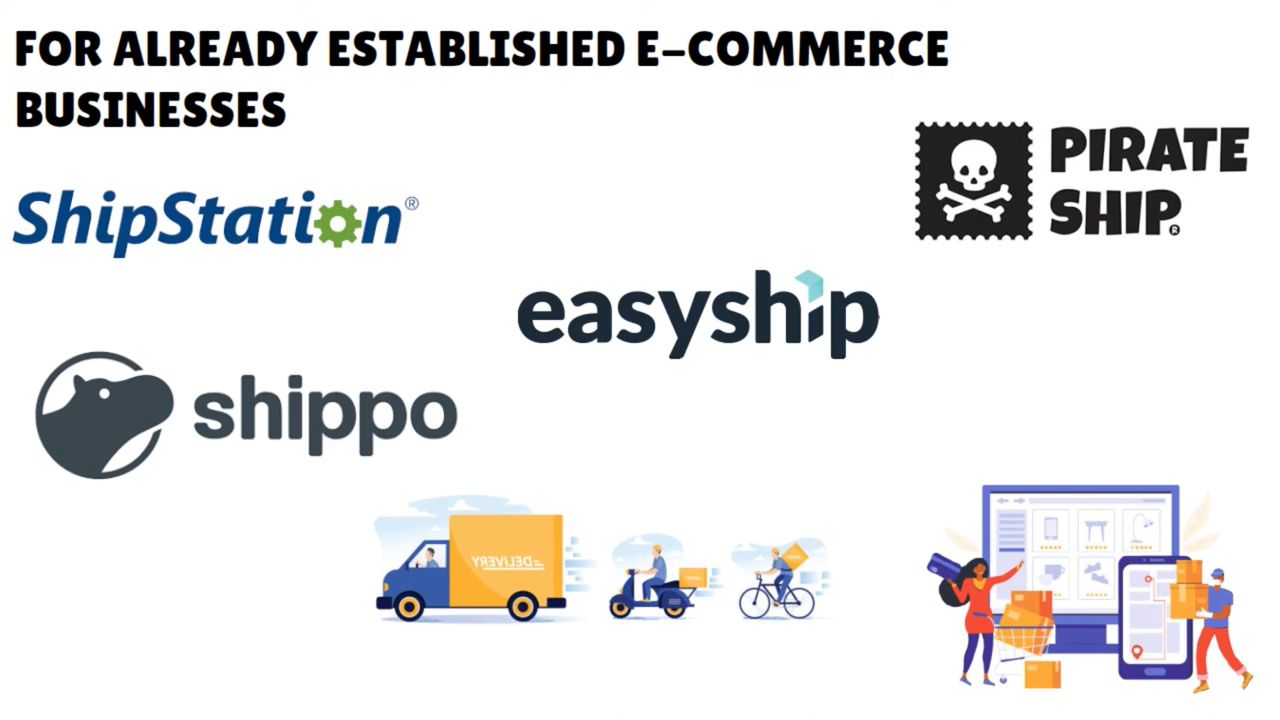 FOR ALREADY ESTABLISHED E-COMMERCE
BUSINESSES
PIRATE
SHIP®
ShipStation®
easyship
shippo
DELIVERY